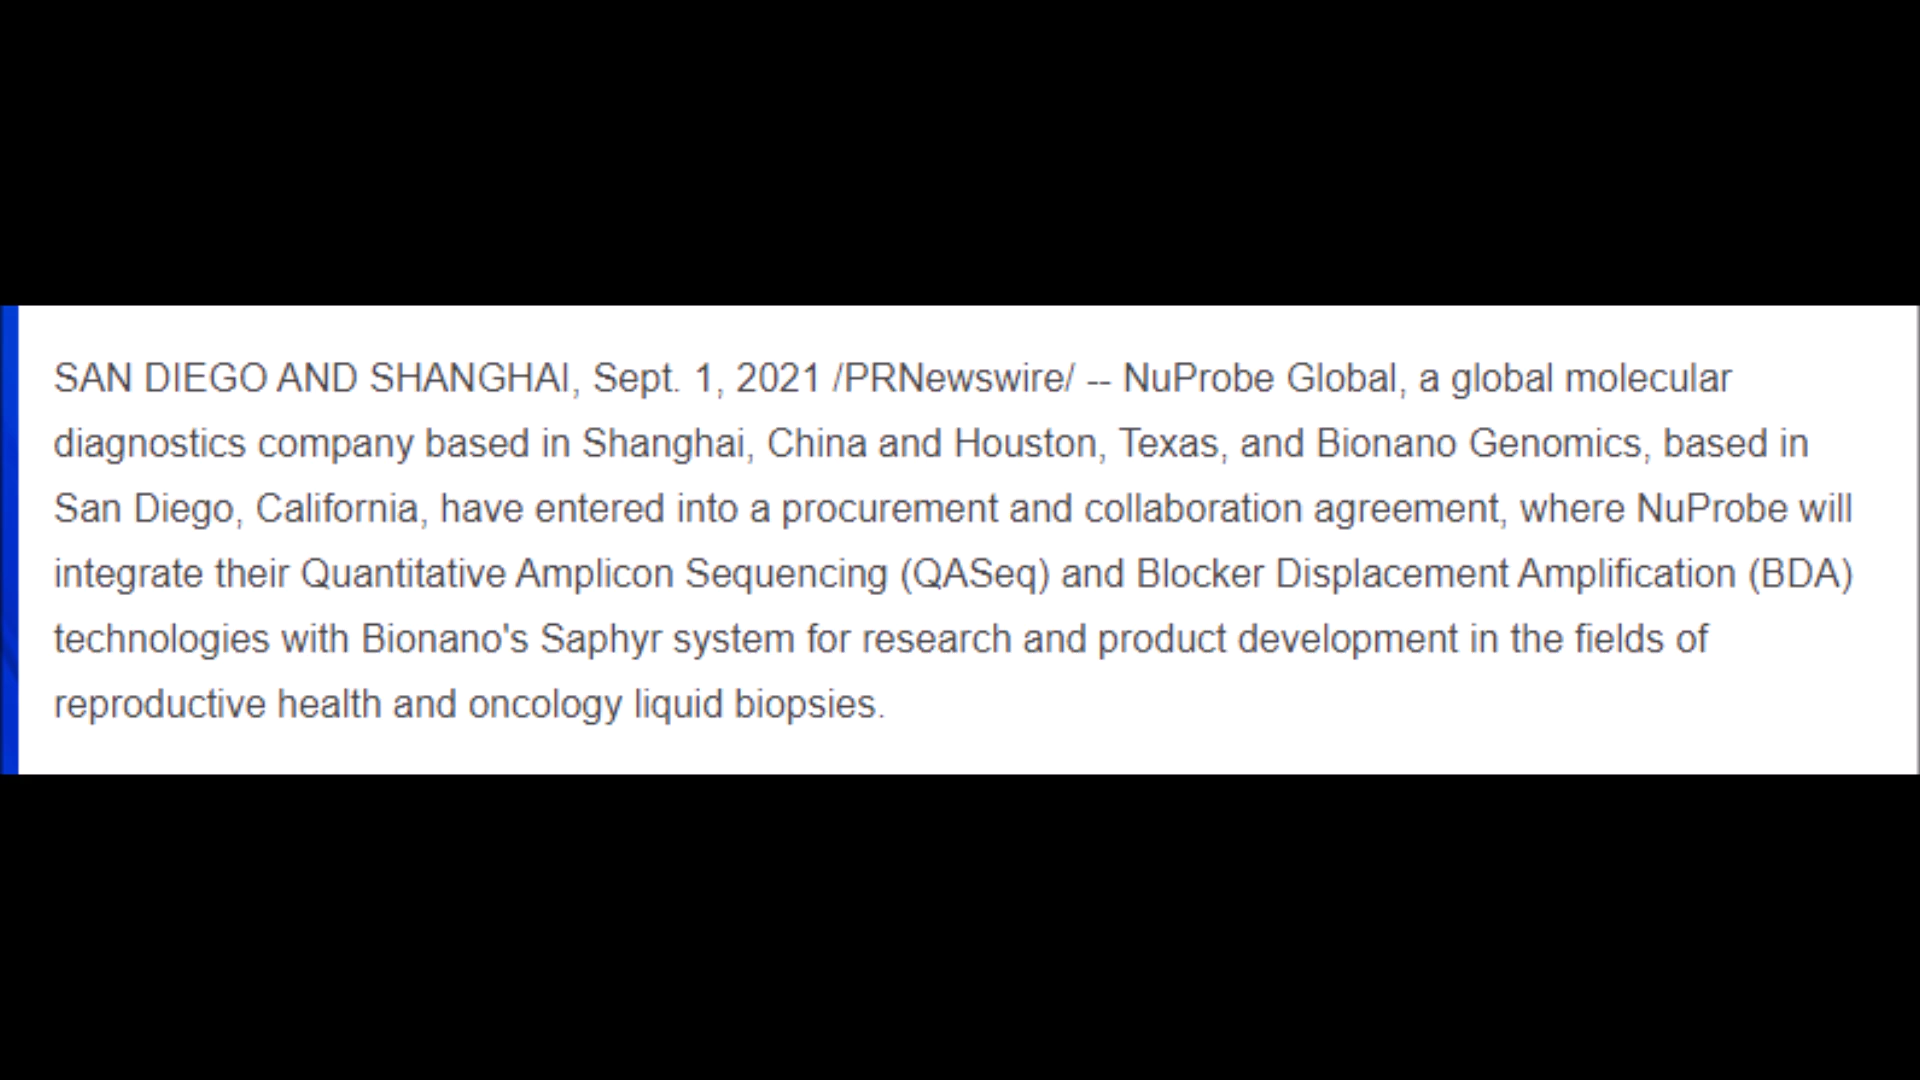 SAN DIEGO AND SHANGHAI, Sept. 1, 2021 /PRNewswire/ -- NuProbe Global, a global molecular
diagnostics company based in Shanghai, China and Houston, Texas, and Bionano Genomics, based in
San Diego, California, have entered into a procurement and collaboration agreement, where NuProbe will
integrate their Quantitative Amplicon Sequencing (QASeq) and Blocker Displacement Amplification (BDA)
technologies with Bionano's Saphyr system for research and product development in the fields of
reproductive health and oncology liquid biopsies.